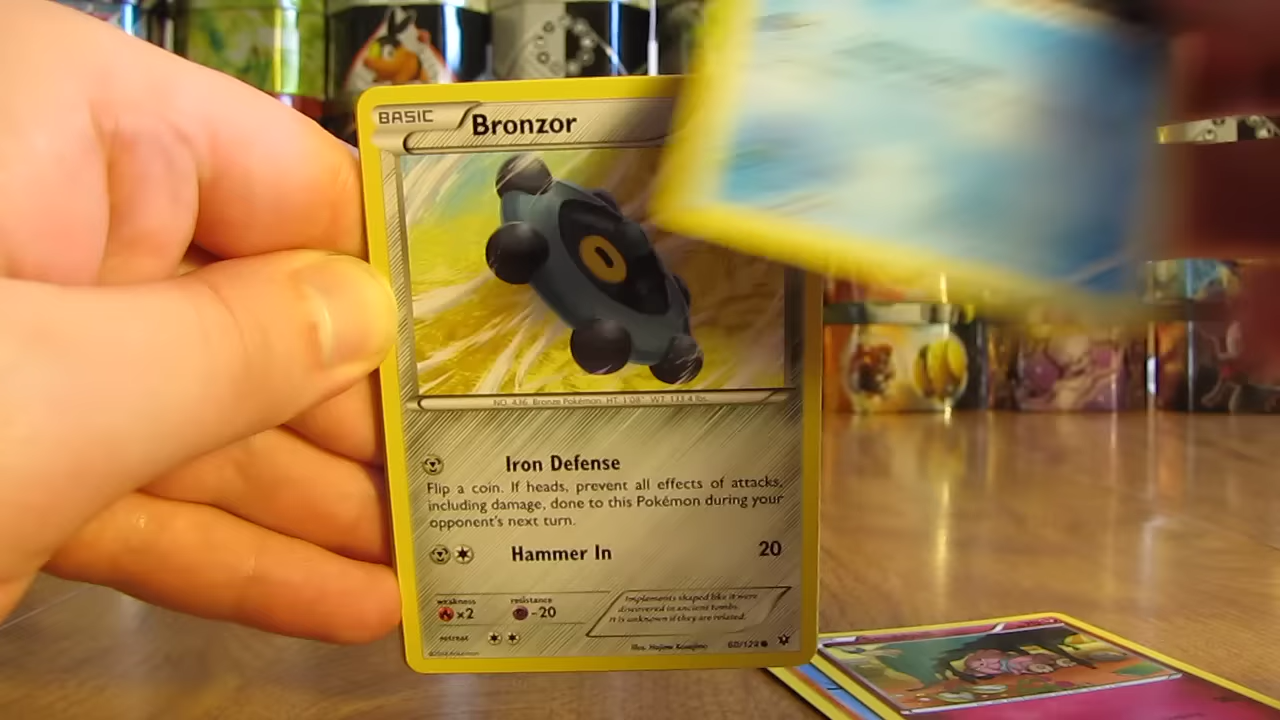 BASIC Bronzor
NO. 436 Bronze Pokémon HT: 1'08" WT: 133.4 lbs.
Iron Defense
Flip a coin. If heads, prevent all effects of attacks,
including damage, done to this Pokémon during your
opponent's next turn.
Hammer In 20
weakness resistance
×2 -20
retreat
Implements shaped like it were
discovered in ancient tombs.
It is unknown if they are related.
Illus. Hajime Kusajima 60/124